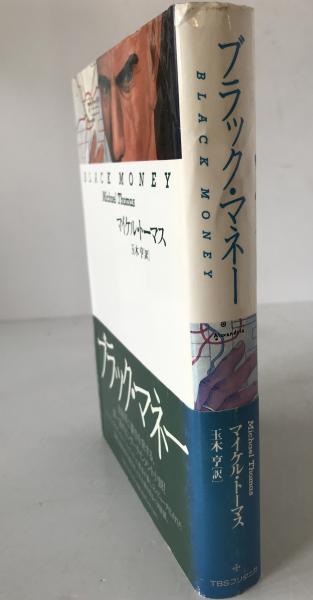 BLACK MONEY
Michael Thomas
マイケル・トーマス
玉木亨[訳]
ブラック・マネー
ブラック・マネー
BLACK MONEY
Alexandria
Michael Thomas
マイケル・トーマス
玉木亨[訳]
TBSブリタニカ